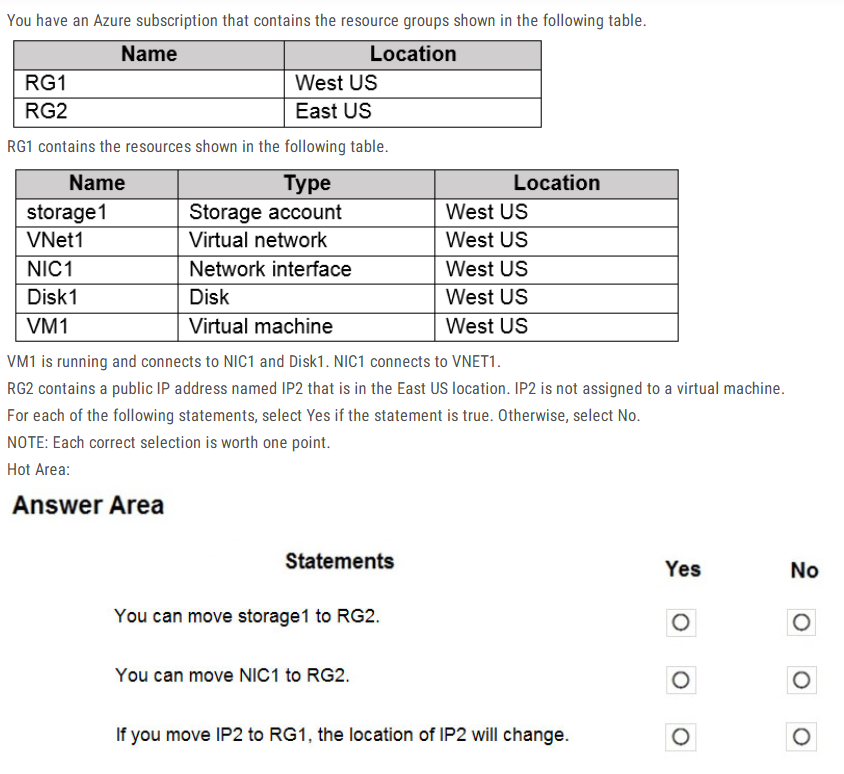 You have an Azure subscription that contains the resource groups shown in the following table.
Name Location
RG1 West US
RG2 East US
RG1 contains the resources shown in the following table.
Name Type Location
storage1 Storage account West US
VNet1 Virtual network West US
NIC1 Network interface West US
Disk1 Disk West US
VM1 Virtual machine West US
VM1 is running and connects to NIC1 and Disk1. NIC1 connects to VNET1.
RG2 contains a public IP address named IP2 that is in the East US location. IP2 is not assigned to a virtual machine.
For each of the following statements, select Yes if the statement is true. Otherwise, select No.
NOTE: Each correct selection is worth one point.
Hot Area:
Answer Area
Statements Yes No
You can move storage1 to RG2.
You can move NIC1 to RG2.
If you move IP2 to RG1, the location of IP2 will change.